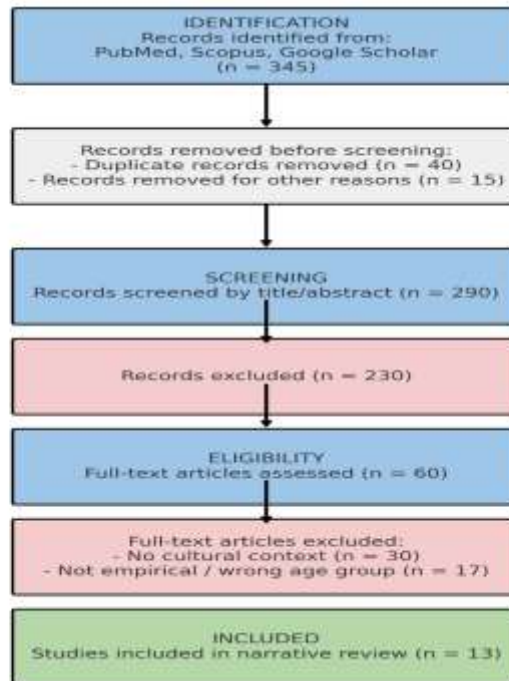 IDENTIFICATION
Records identified from:
PubMed, Scopus, Google Scholar
(n = 345)
Records removed before screening:
- Duplicate records removed (n = 40)
- Records removed for other reasons (n = 15)
SCREENING
Records screened by title/abstract (n = 290)
Records excluded (n = 230)
ELIGIBILITY
Full-text articles assessed (n = 60)
Full-text articles excluded:
- No cultural context (n = 30)
- Not empirical / wrong age group (n = 17)
INCLUDED
Studies included in narrative review (n = 13)